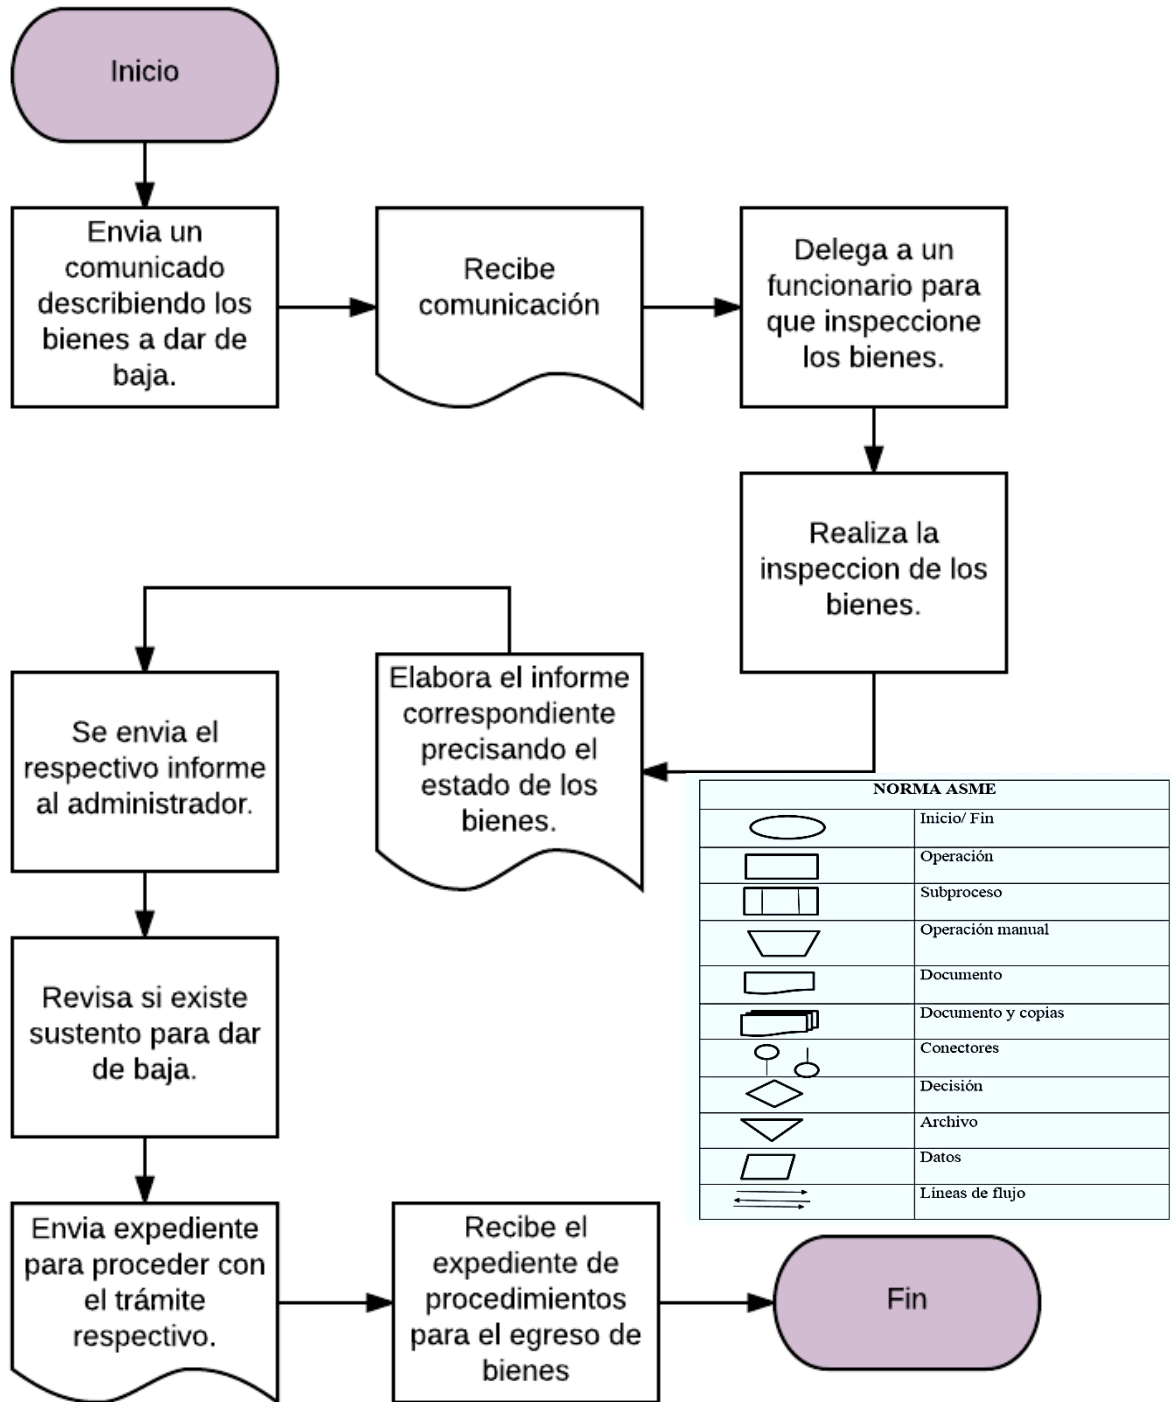 Inicio
Envia un
comunicado
describiendo los
bienes a dar de
baja.
Recibe
comunicación
Delega a un
funcionario para
que inspeccione
los bienes.
Realiza la
inspeccion de los
bienes.
Elabora el informe
correspondiente
precisando el
estado de los
bienes.
Se envia el
respectivo informe
al administrador.
Revisa si existe
sustento para dar
de baja.
Envia expediente
para proceder con
el trámite
respectivo.
Recibe el
expediente de
procedimientos
para el egreso de
bienes
Fin
NORMA ASME
Inicio/ Fin
Operación
Subproceso
Operación manual
Documento
Documento y copias
Conectores
Decisión
Archivo
Datos
Líneas de flujo